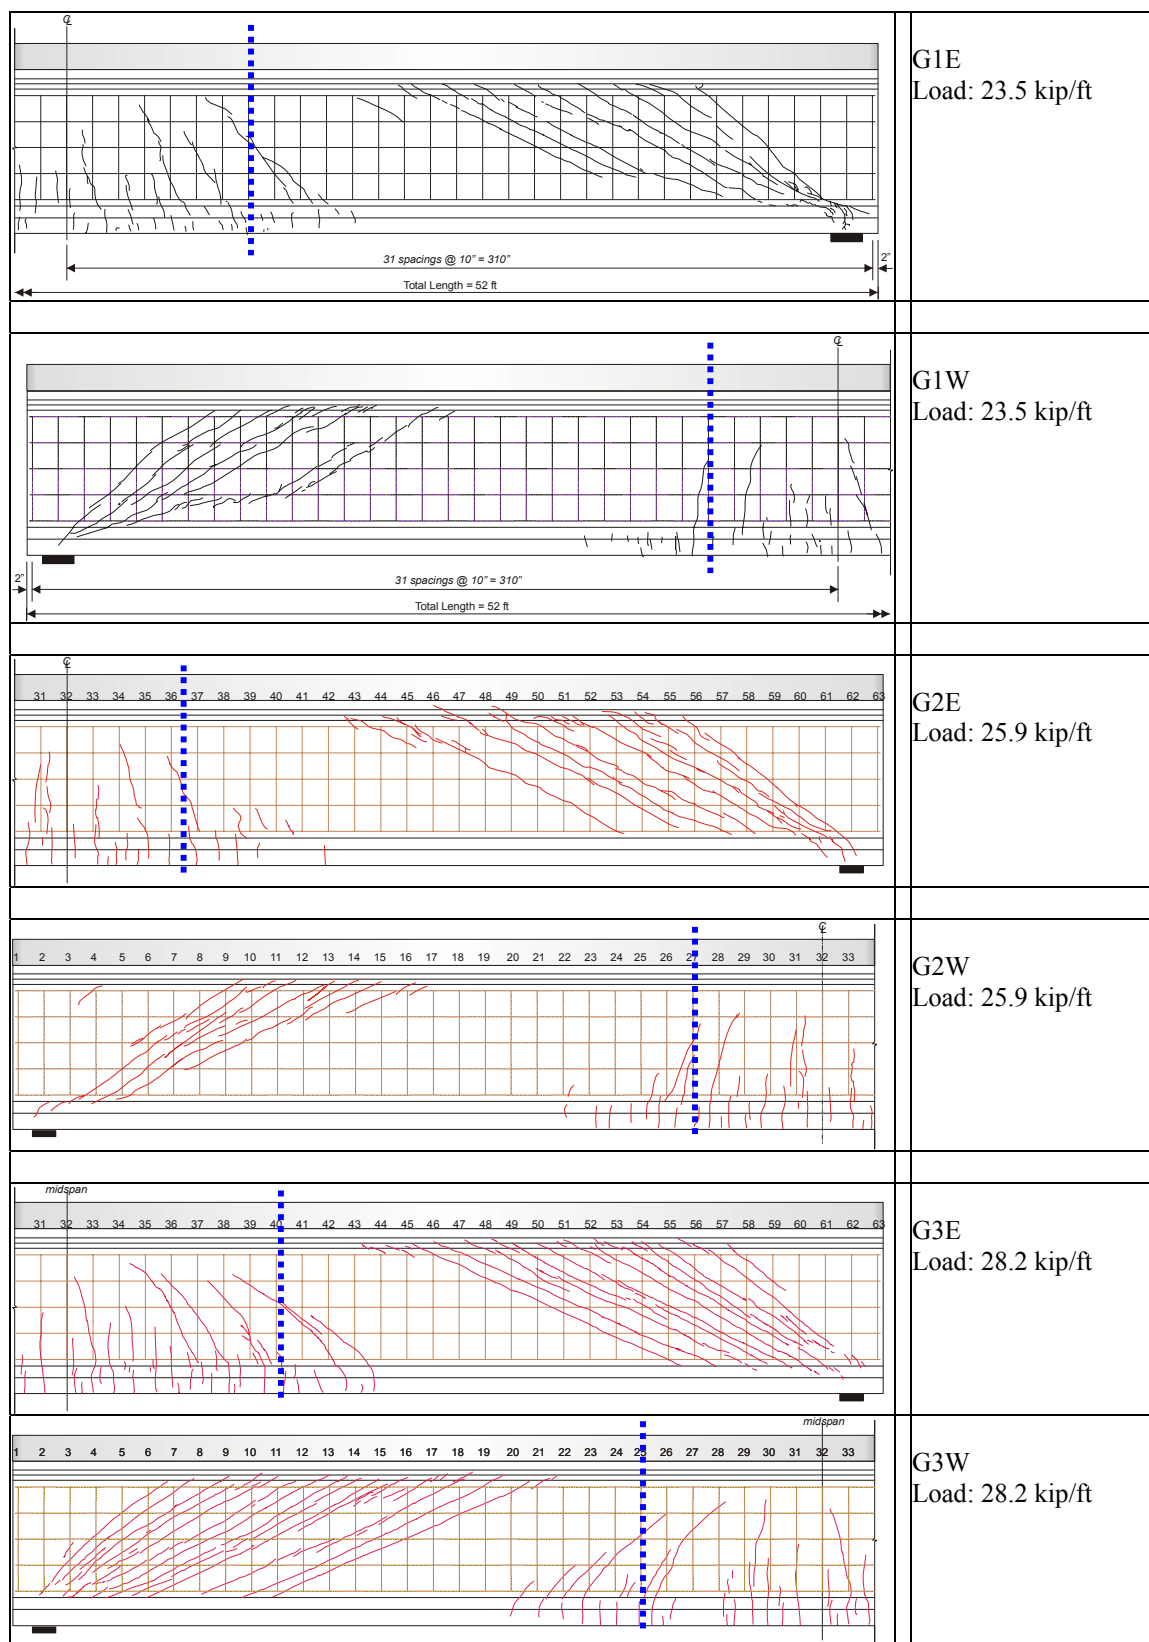 ℄
G1E
Load: 23.5 kip/ft
31 spacings @ 10" = 310"
2"
Total Length = 52 ft
℄
G1W
Load: 23.5 kip/ft
2"
31 spacings @ 10" = 310"
Total Length = 52 ft
℄
31 32 33 34 35 36 37 38 39 40 41 42 43 44 45 46 47 48 49 50 51 52 53 54 55 56 57 58 59 60 61 62 63
G2E
Load: 25.9 kip/ft
℄
1 2 3 4 5 6 7 8 9 10 11 12 13 14 15 16 17 18 19 20 21 22 23 24 25 26 27 28 29 30 31 32 33
G2W
Load: 25.9 kip/ft
midspan
31 32 33 34 35 36 37 38 39 40 41 42 43 44 45 46 47 48 49 50 51 52 53 54 55 56 57 58 59 60 61 62 63
G3E
Load: 28.2 kip/ft
midspan
1 2 3 4 5 6 7 8 9 10 11 12 13 14 15 16 17 18 19 20 21 22 23 24 25 26 27 28 29 30 31 32 33
G3W
Load: 28.2 kip/ft